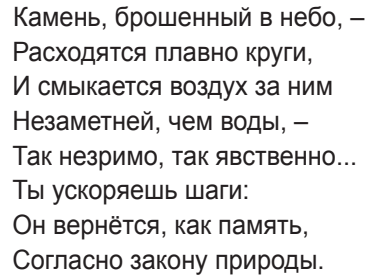 Камень, брошенный в небо, –
Расходятся плавно круги,
И смыкается воздух за ним
Незаметней, чем воды, –
Так незримо, так явственно...
Ты ускоряешь шаги:
Он вернётся, как память,
Согласно закону природы.